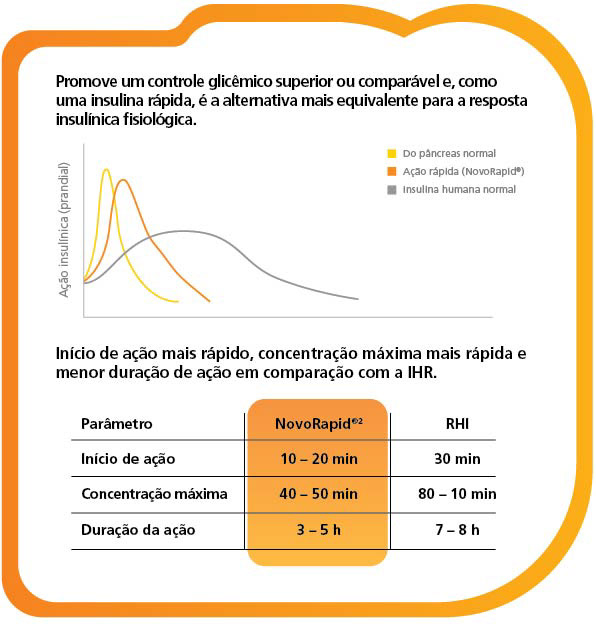 Promove um controle glicêmico superior ou comparável e, como
uma insulina rápida, é a alternativa mais equivalente para a resposta
insulínica fisiológica.
Ação insulínica (prandial)
Do pâncreas normal
Ação rápida (NovoRapid®)
Insulina humana normal
Início de ação mais rápido, concentração máxima mais rápida e
menor duração de ação em comparação com a IHR.
Parâmetro NovoRapid®² RHI
Início de ação 10 – 20 min 30 min
Concentração máxima 40 – 50 min 80 – 10 min
Duração da ação 3 – 5 h 7 – 8 h